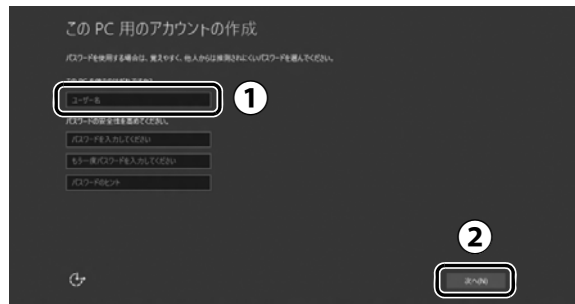 この PC 用のアカウントの作成
パスワードを使用する場合は、覚えやすく、他人からは推測されにくいパスワードを選んでください。
ユーザー名
①
パスワードの安全性を高めてください。
パスワードを入力してください
もう一度パスワードを入力してください
パスワードのヒント
②
次へ(N)